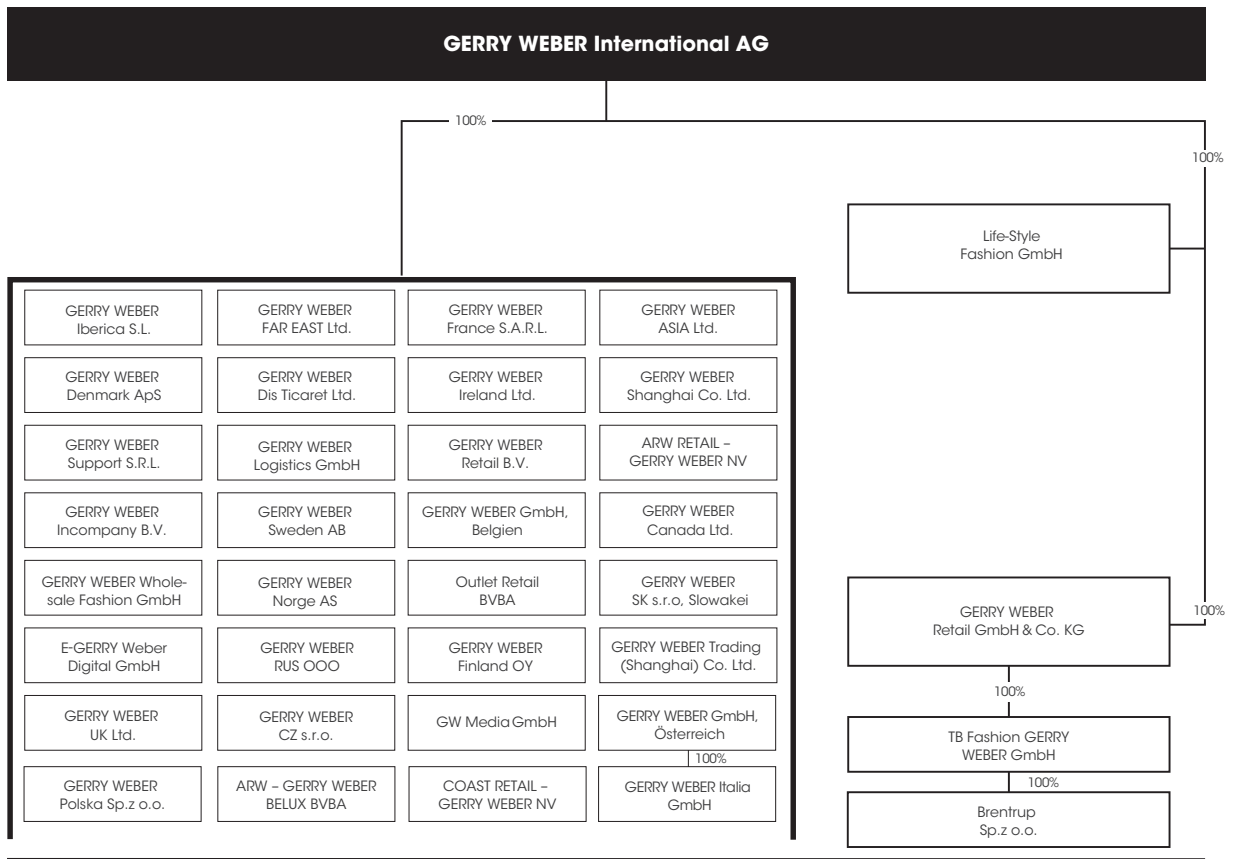 GERRY WEBER International AG
100%
100%
Life-Style
Fashion GmbH
GERRY WEBER
Iberica S.L.
GERRY WEBER
FAR EAST Ltd.
GERRY WEBER
France S.A.R.L.
GERRY WEBER
ASIA Ltd.
GERRY WEBER
Denmark ApS
GERRY WEBER
Dis Ticaret Ltd.
GERRY WEBER
Ireland Ltd.
GERRY WEBER
Shanghai Co. Ltd.
GERRY WEBER
Support S.R.L.
GERRY WEBER
Logistics GmbH
GERRY WEBER
Retail B.V.
ARW RETAIL –
GERRY WEBER NV
GERRY WEBER
Incompany B.V.
GERRY WEBER
Sweden AB
GERRY WEBER GmbH,
Belgien
GERRY WEBER
Canada Ltd.
GERRY WEBER Whole-
sale Fashion GmbH
GERRY WEBER
Norge AS
Outlet Retail
BVBA
GERRY WEBER
SK s.r.o, Slowakei
E-GERRY Weber
Digital GmbH
GERRY WEBER
RUS OOO
GERRY WEBER
Finland OY
GERRY WEBER Trading
(Shanghai) Co. Ltd.
GERRY WEBER
UK Ltd.
GERRY WEBER
CZ s.r.o.
GW Media GmbH
GERRY WEBER GmbH,
Österreich
100%
GERRY WEBER
Polska Sp.z o.o.
ARW – GERRY WEBER
BELUX BVBA
COAST RETAIL –
GERRY WEBER NV
GERRY WEBER Italia
GmbH
100%
GERRY WEBER
Retail GmbH & Co. KG
100%
TB Fashion GERRY
WEBER GmbH
100%
Brentrup
Sp.z o.o.